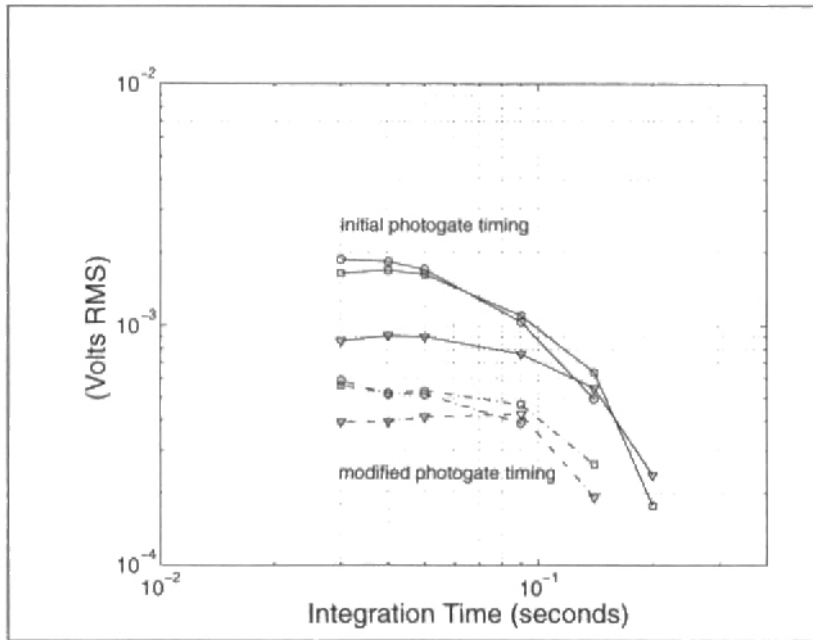 10⁻²
initial photogate timing
(Volts RMS)
10⁻³
modified photogate timing
10⁻⁴
10⁻²
10⁻¹
Integration Time (seconds)